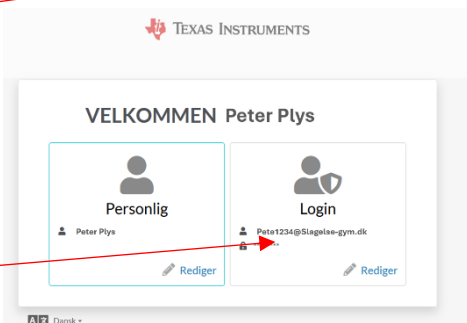 TEXAS INSTRUMENTS
VELKOMMEN Peter Plys
Personlig
Peter Plys
Rediger
Login
Pete1234@Slagelse-gym.dk
Rediger
Dansk